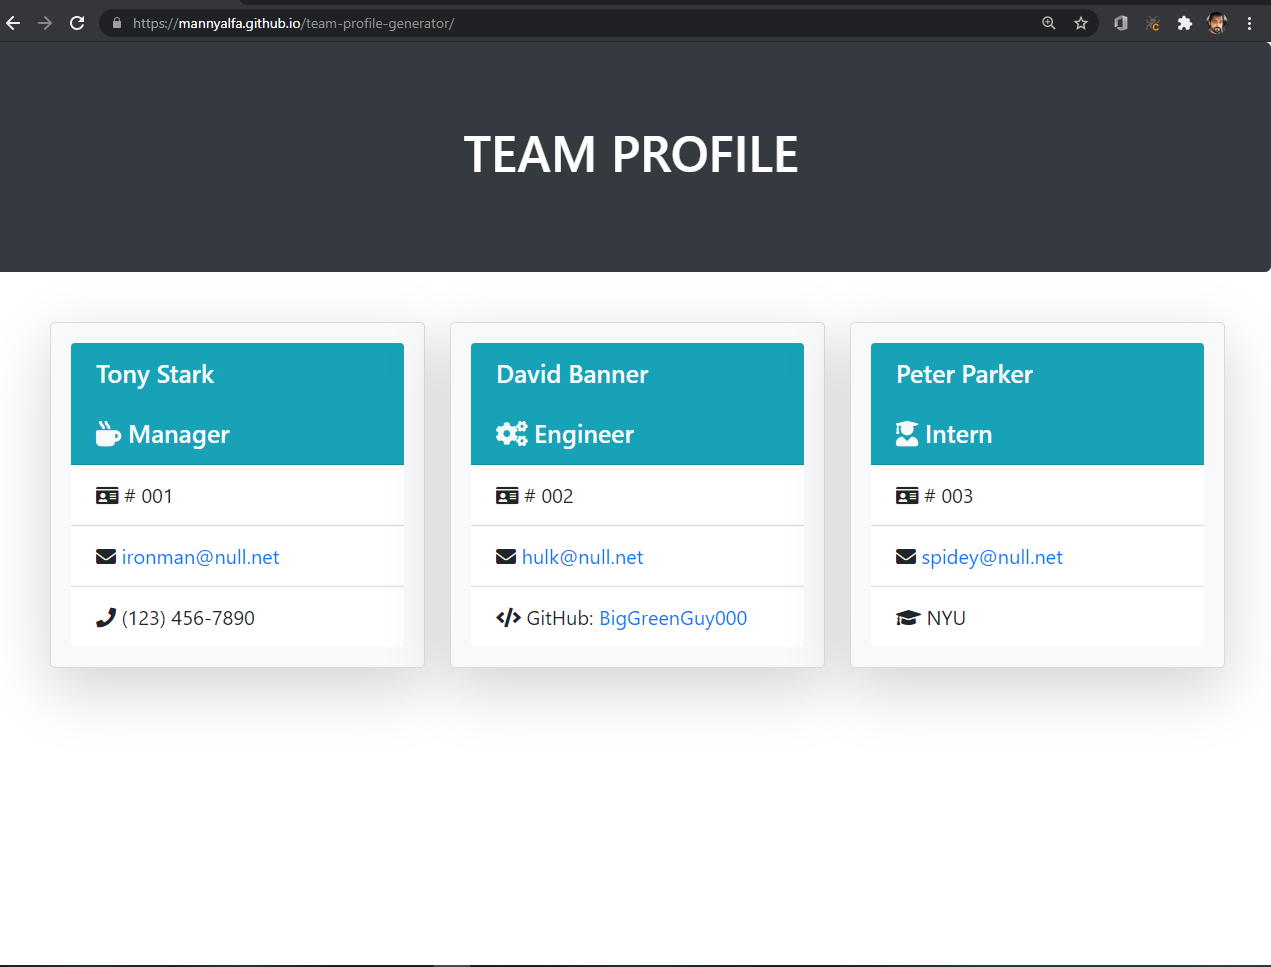 https://mannyalfa.github.io/team-profile-generator/
TEAM PROFILE
Tony Stark
Manager
# 001
ironman@null.net
(123) 456-7890
David Banner
Engineer
# 002
hulk@null.net
GitHub: BigGreenGuy000
Peter Parker
Intern
# 003
spidey@null.net
NYU